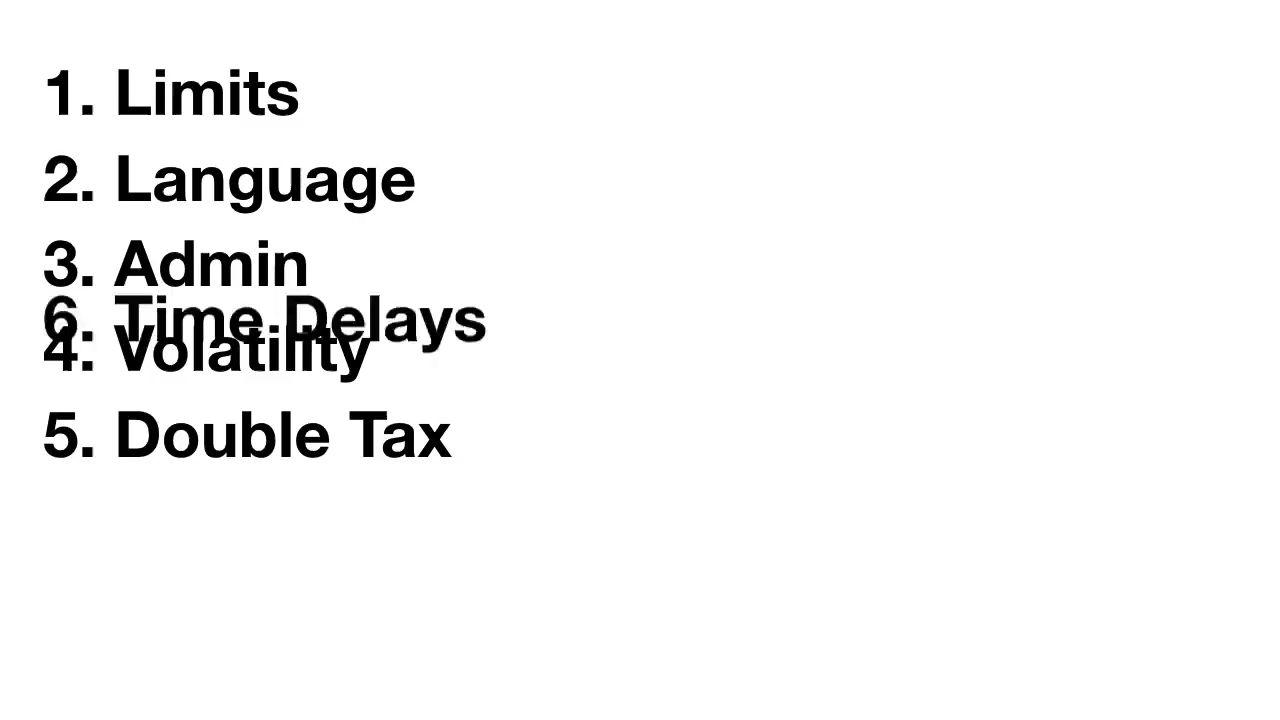 1. Limits
2. Language
3. Admin
6. Time Delays
4. Volatility
5. Double Tax